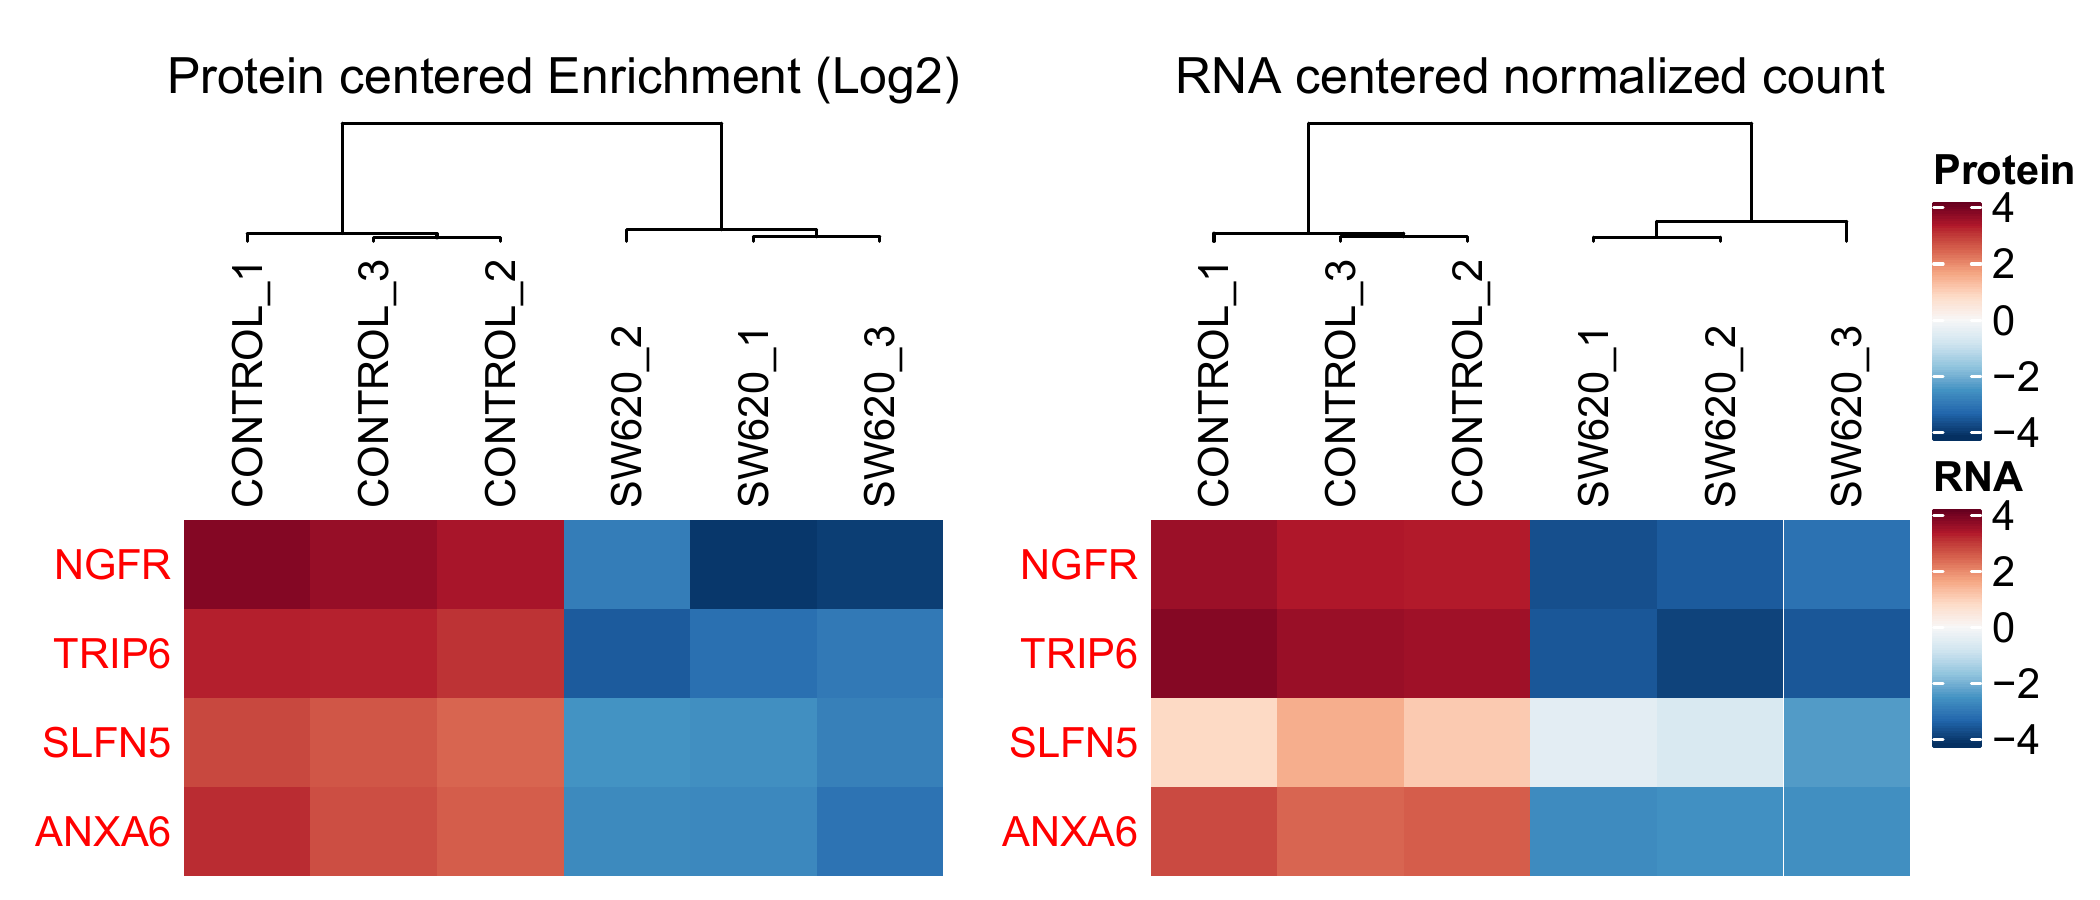 Protein centered Enrichment (Log2)
CONTROL_1
CONTROL_3
CONTROL_2
SW620_2
SW620_1
SW620_3
NGFR
TRIP6
SLFN5
ANXA6
RNA centered normalized count
CONTROL_1
CONTROL_3
CONTROL_2
SW620_1
SW620_2
SW620_3
NGFR
TRIP6
SLFN5
ANXA6
Protein
4
2
0
−2
−4
RNA
4
2
0
−2
−4